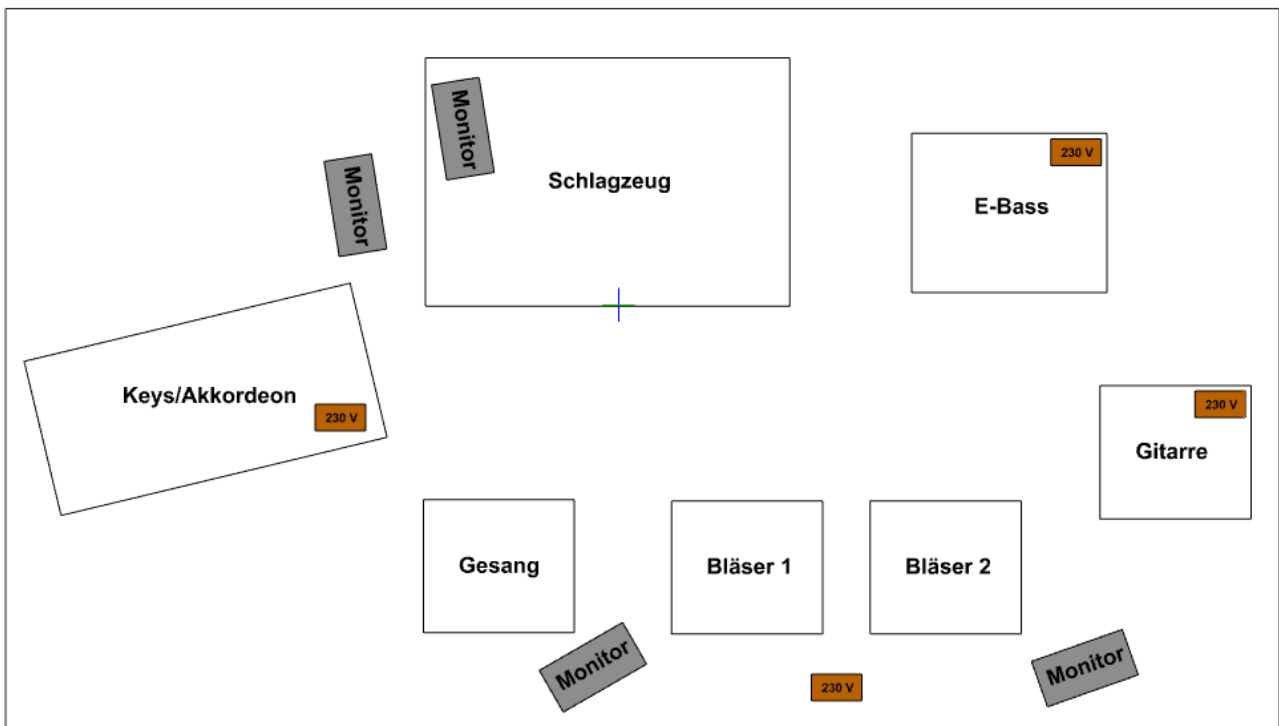 Monitor
Monitor
Schlagzeug
230 V
E-Bass
Keys/Akkordeon
230 V
230 V
Gitarre
Gesang
Bläser 1
Bläser 2
Monitor
230 V
Monitor